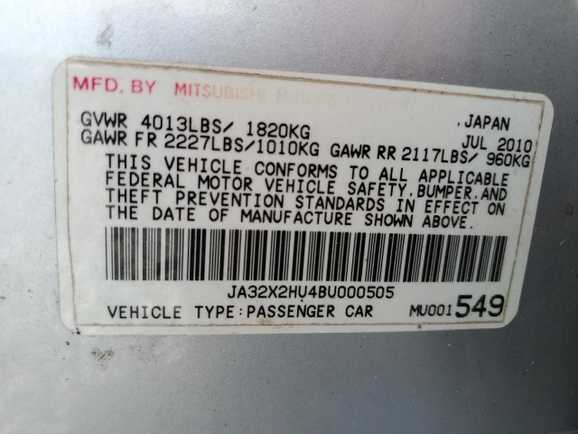 MFD. BY MITSUBISHI
GVWR 4013LBS/ 1820KG . JAPAN
JUL 2010
GAWR FR 2227LBS/1010KG GAWR RR 2117LBS/ 960KG
THIS VEHICLE CONFORMS TO ALL APPLICABLE
FEDERAL MOTOR VEHICLE SAFETY.BUMPER.AND
THEFT PREVENTION STANDARDS IN EFFECT ON
THE DATE OF MANUFACTURE SHOWN ABOVE.
JA32X2HU4BU000505
VEHICLE TYPE:PASSENGER CAR MU001549